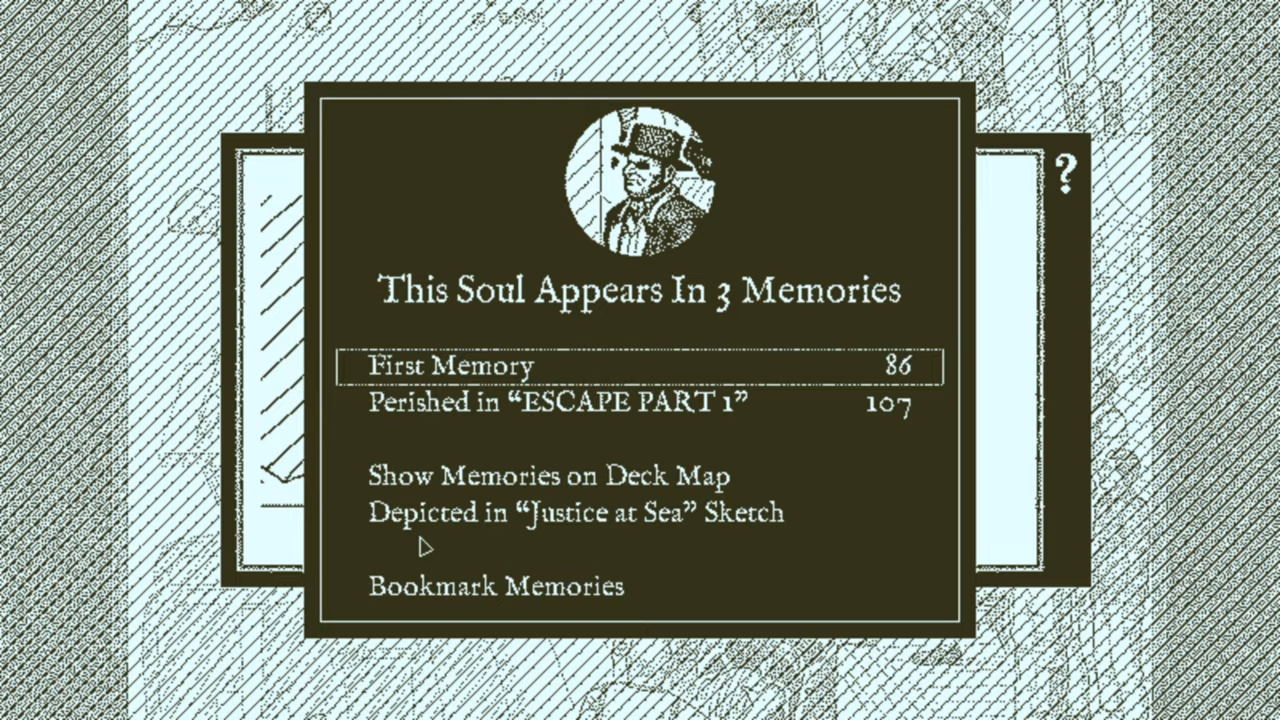 ?
This Soul Appears In 3 Memories
First Memory 86
Perished in “ESCAPE PART 1” 107
Show Memories on Deck Map
Depicted in “Justice at Sea” Sketch
Bookmark Memories